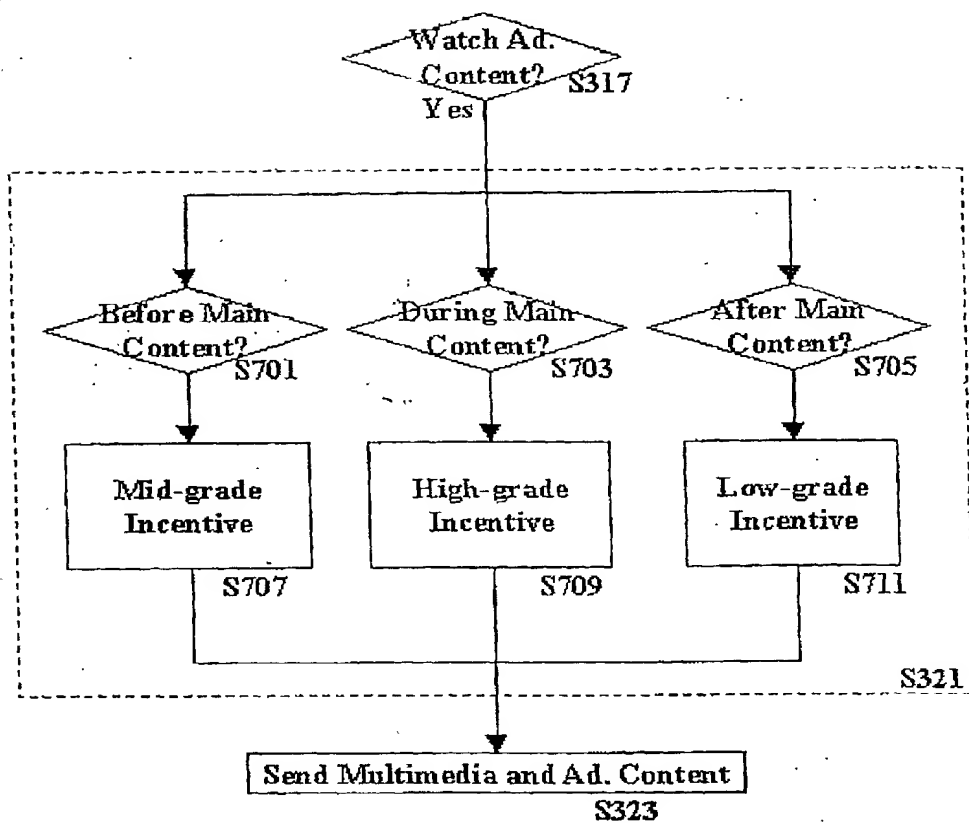 Watch Ad.
Content?
S317
Yes
Before Main
Content?
S701
During Main
Content?
S703
After Main
Content?
S705
Mid-grade
Incentive
S707
High-grade
Incentive
S709
Low-grade
Incentive
S711
S321
Send Multimedia and Ad. Content
S323